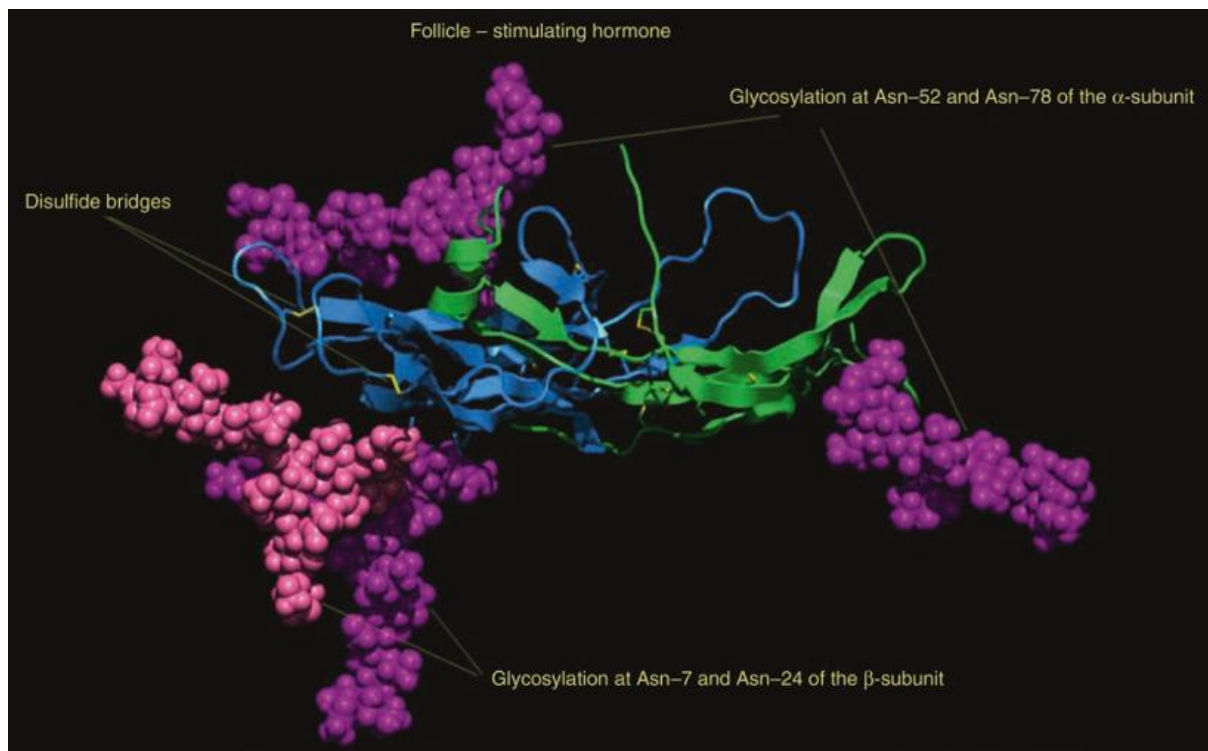 Follicle – stimulating hormone
Glycosylation at Asn–52 and Asn–78 of the α-subunit
Disulfide bridges
Glycosylation at Asn–7 and Asn–24 of the β-subunit